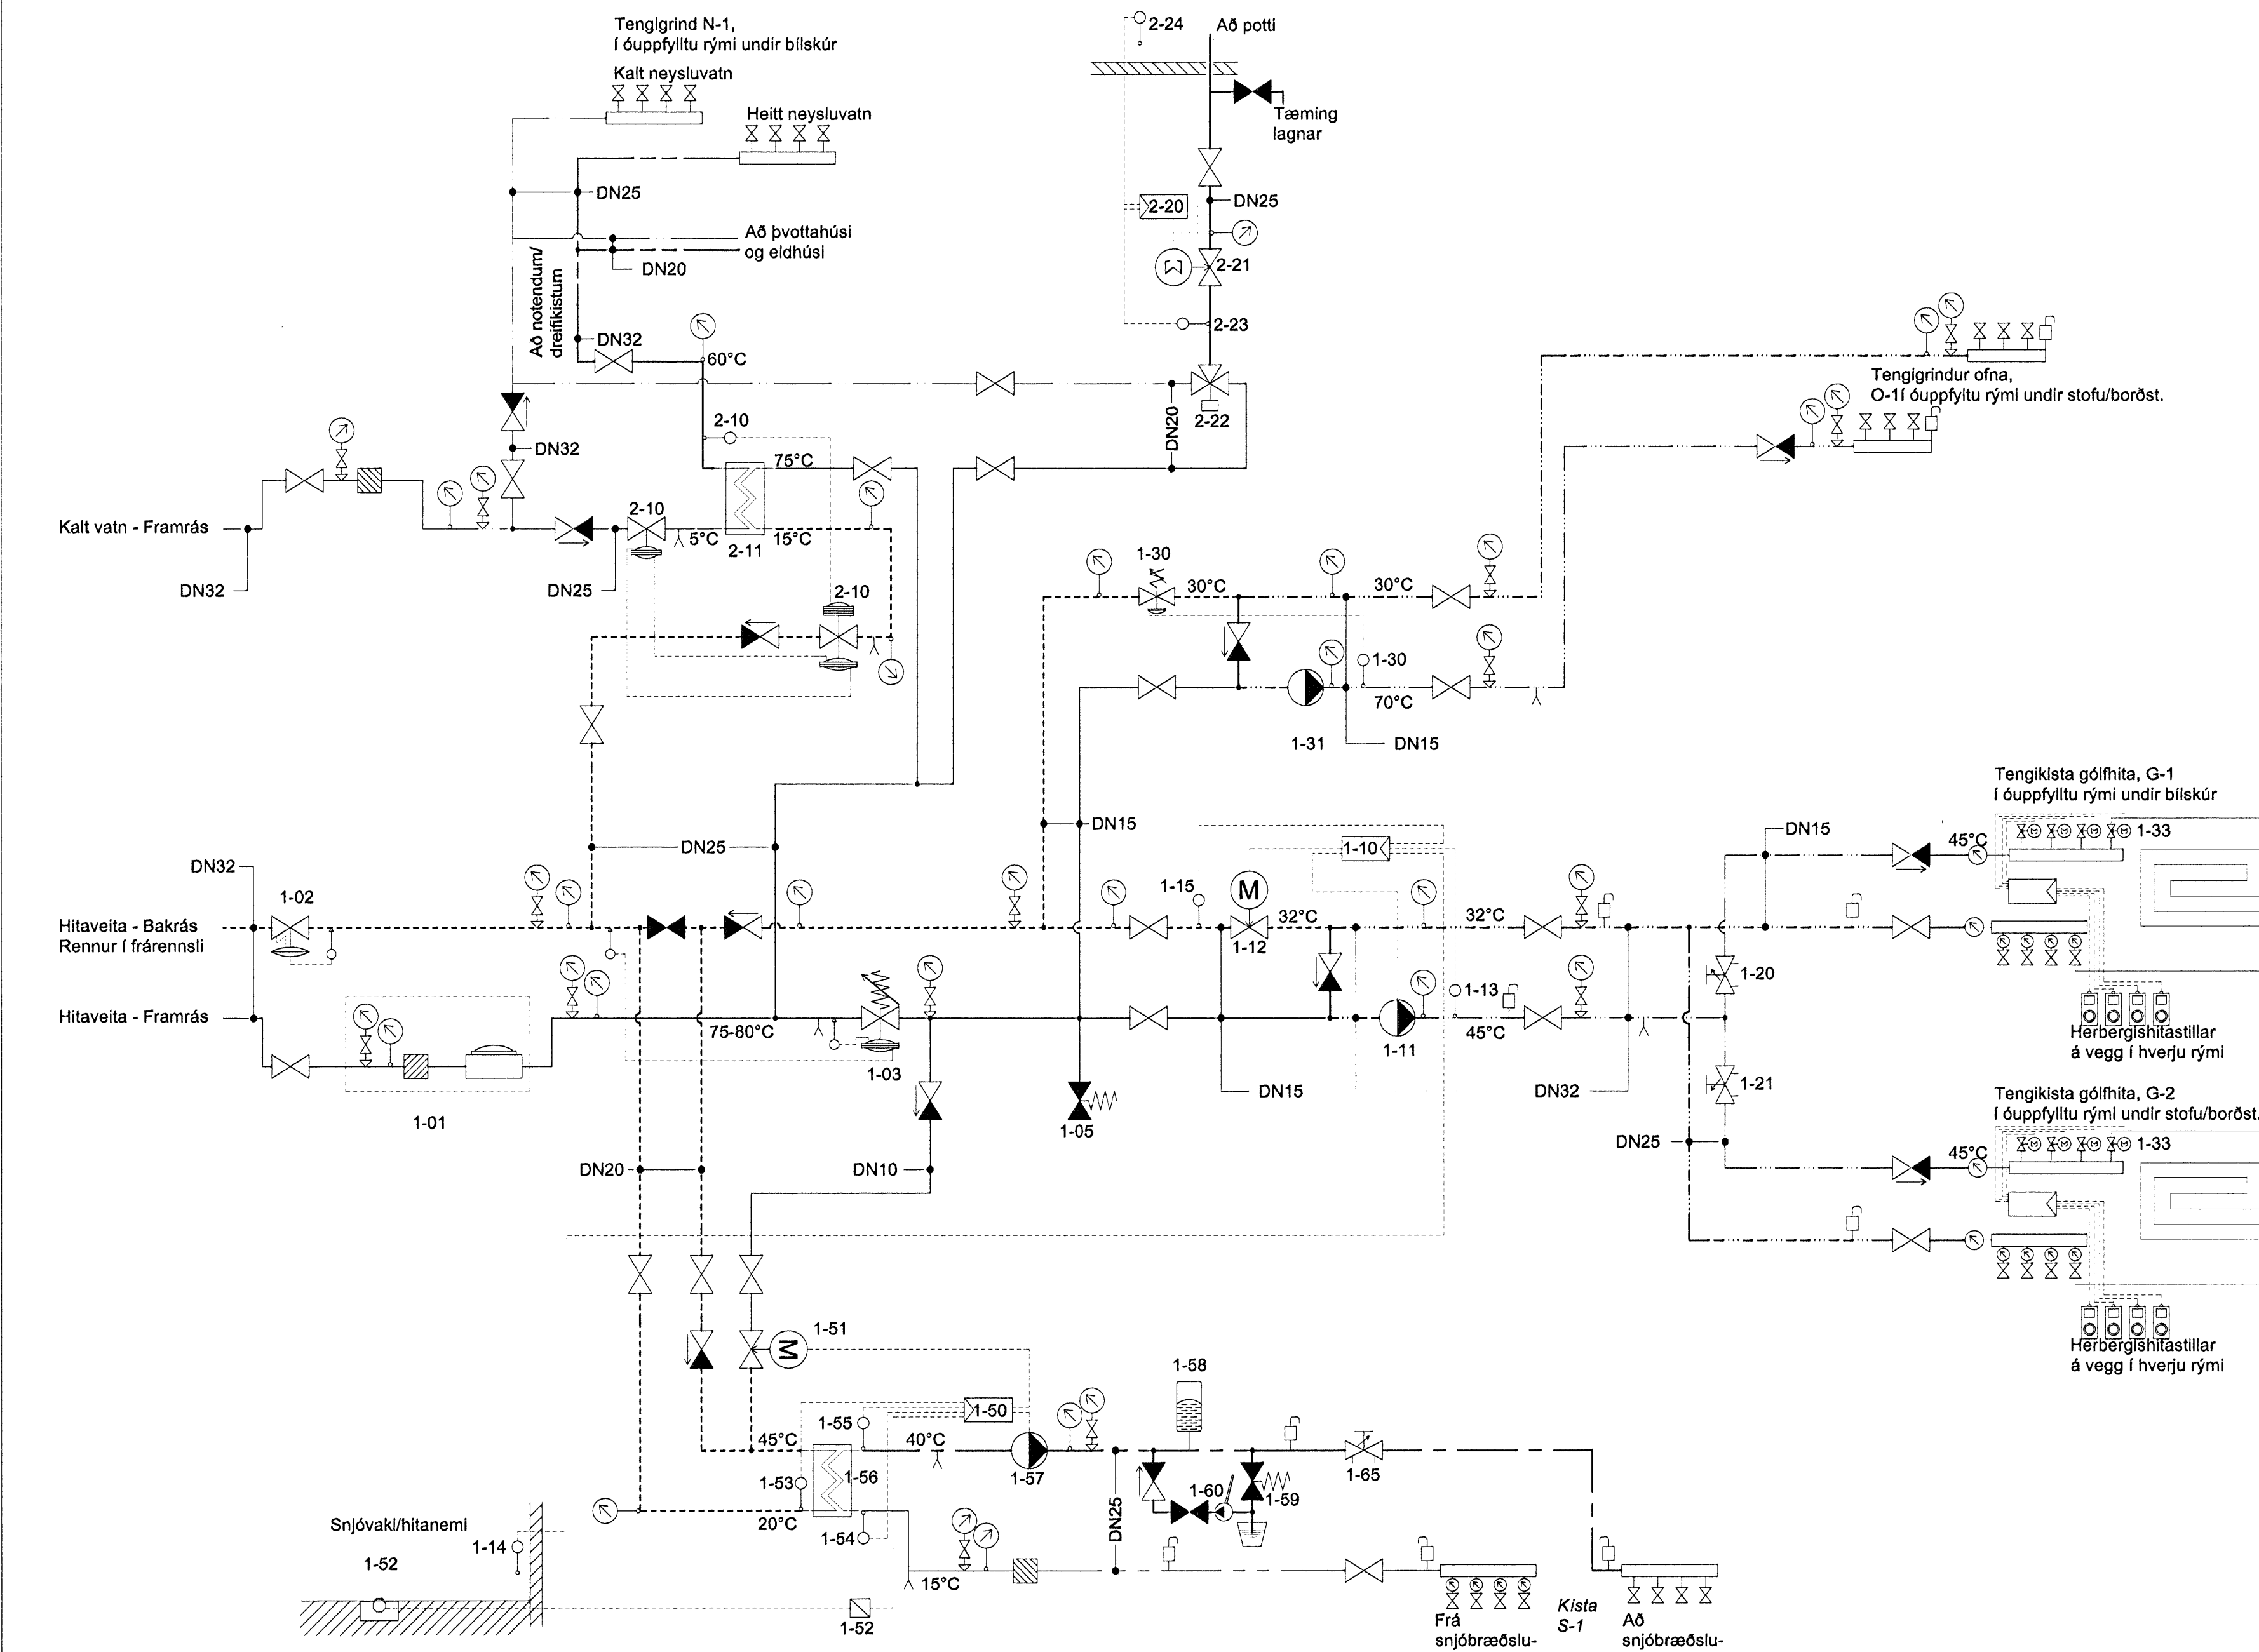 Tengigrind N-1,
í óuppfylltu rými undir bílskúr
Kalt neysluvatn
Heitt neysluvatn
2-24
Að potti
Tæming
lagnar
DN25
2-20
DN25
Að þvottahúsi
og eldhúsi
DN20
2-21
Að notendum/
dreifikistum
2-23
DN32
60°C
Tengigrindur ofna,
O-1í óuppfyltu rými undir stofu/borðst.
2-22
DN20
2-10
DN32
75°C
2-10
Kalt vatn - Framrás
5°C
2-11
15°C
1-30
DN32
DN25
2-10
30°C
30°C
1-30
70°C
1-31
DN15
Tengikista gólfhita, G-1
í óuppfylltu rými undir bílskúr
DN15
DN15
1-33
45°C
DN25
1-10
DN32
1-02
1-15
M
Hitaveita - Bakrás
Rennur í frárennsli
32°C
32°C
1-12
1-20
1-13
Hitaveita - Framrás
75-80°C
45°C
Herbergishitastillar
á vegg í hverju rými
1-11
1-03
1-21
DN15
DN32
Tengikista gólfhita, G-2
í óuppfylltu rými undir stofu/borðst.
1-01
1-05
DN25
1-33
45°C
DN20
DN10
1-51
M
Herbergishitastillar
á vegg í hverju rými
1-58
1-50
1-55
45°C
40°C
1-53
1-56
1-57
1-65
1-60
1-59
20°C
DN25
Snjóvaki/hitanemi
1-14
1-54
1-52
15°C
1-52
Frá
snjóbræðslu-
Kista
S-1
Að
snjóbræðslu-